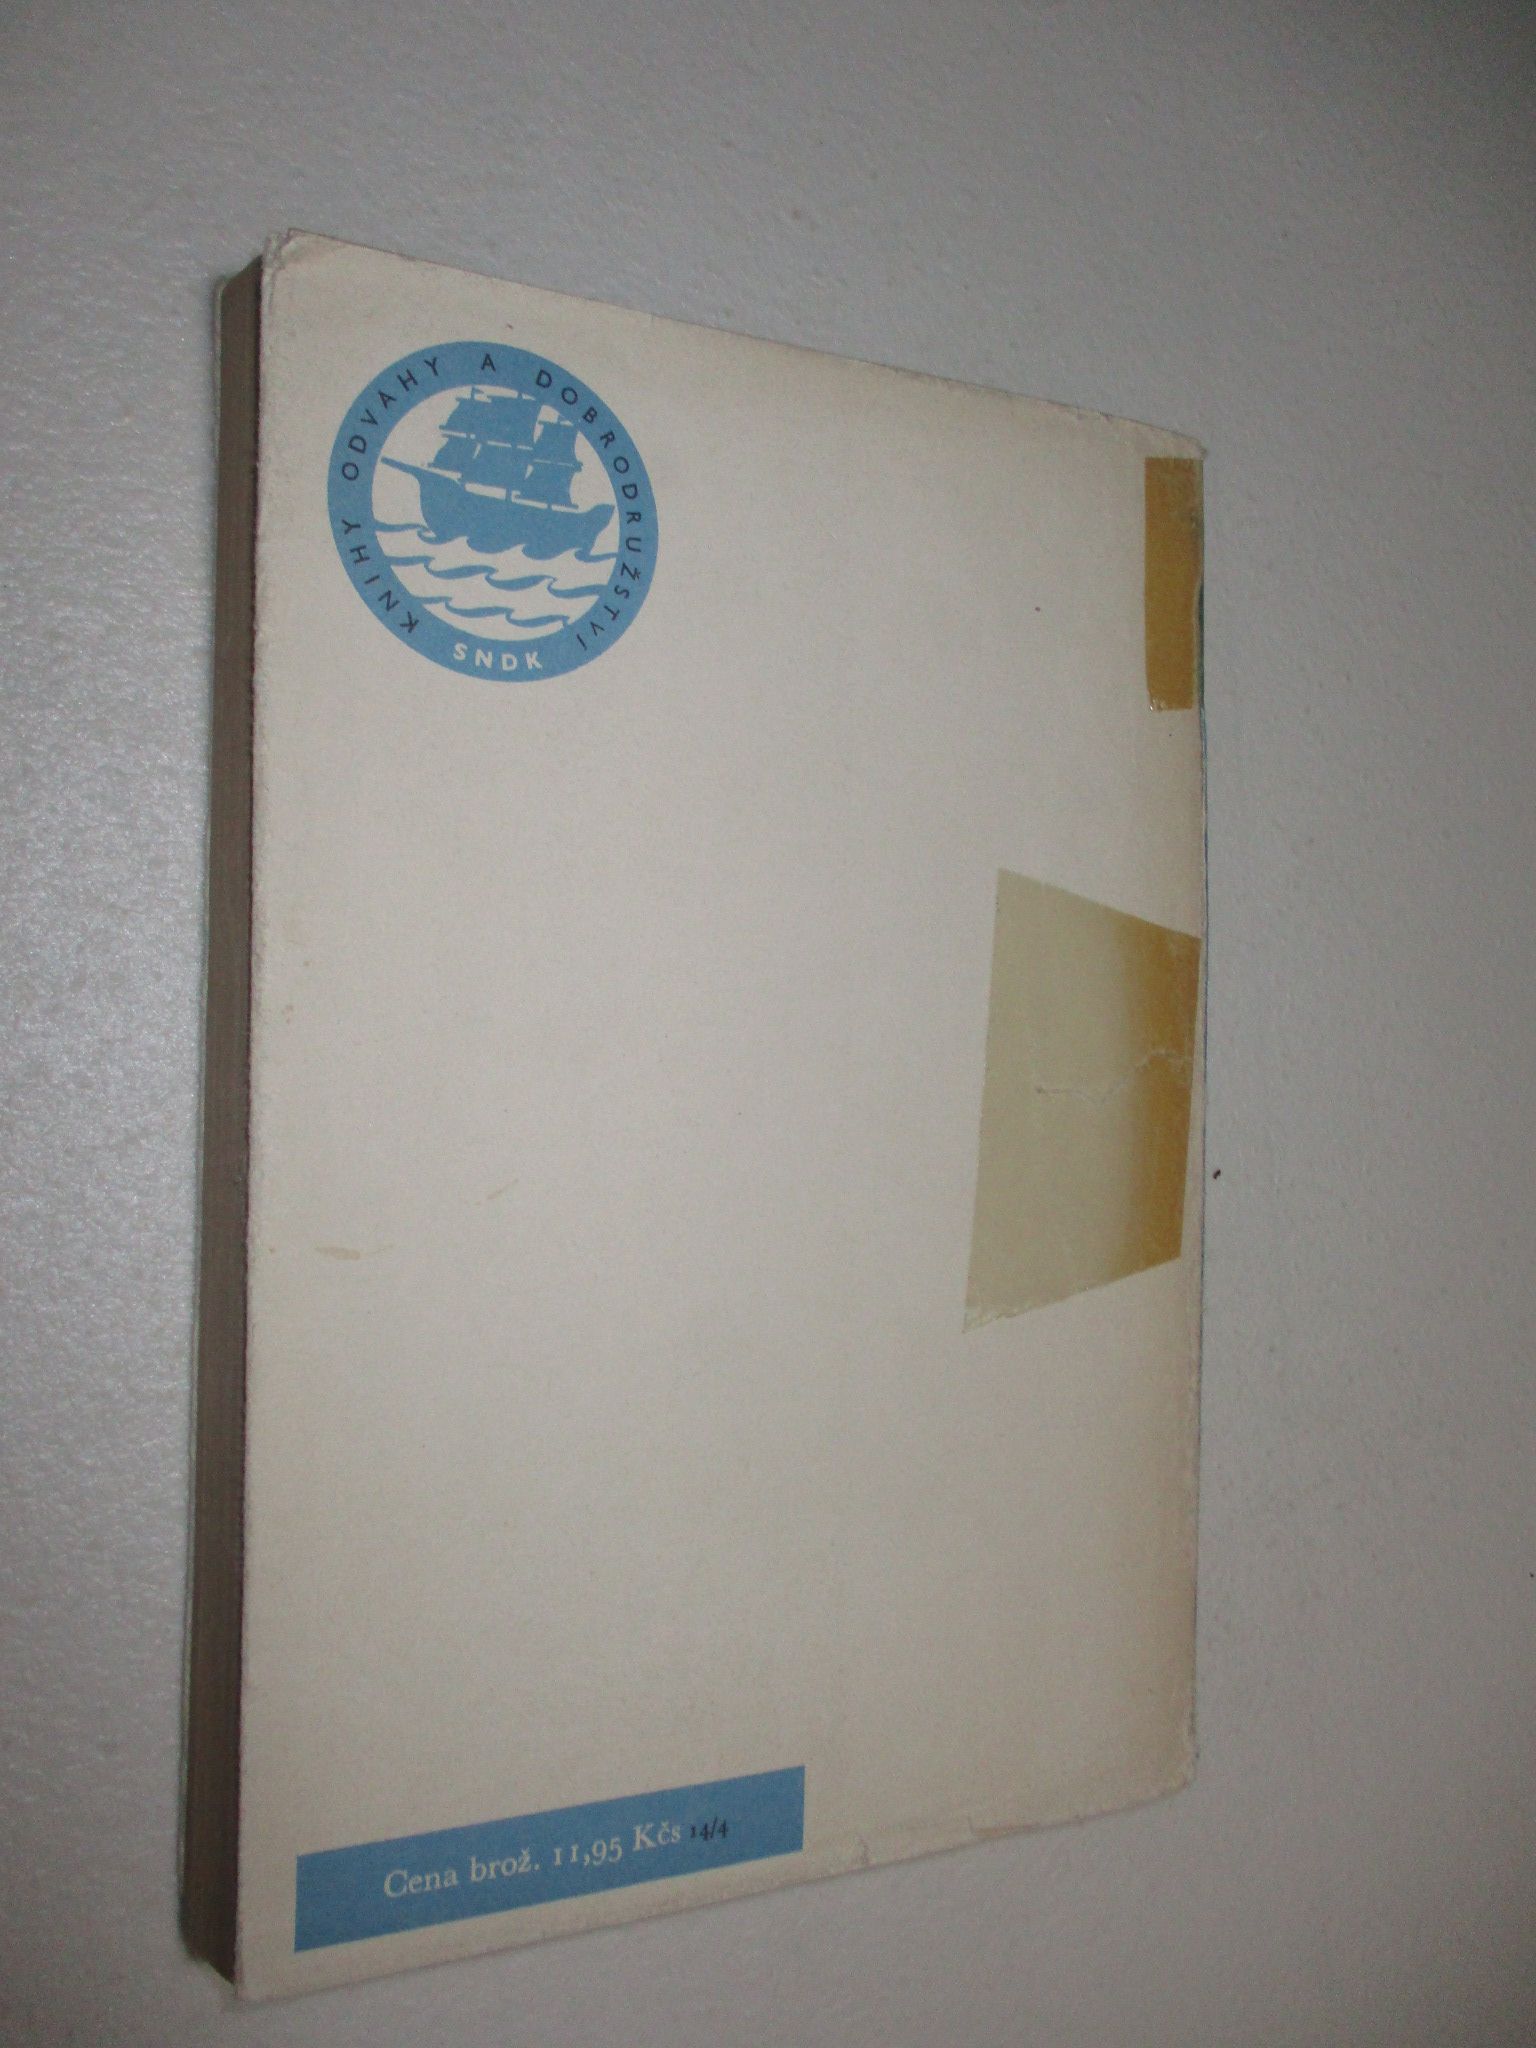 KNIHY ODVAHY A DOBRODRUŽSTVÍ
SNDK
Cena brož. 11,95 Kčs 14/4